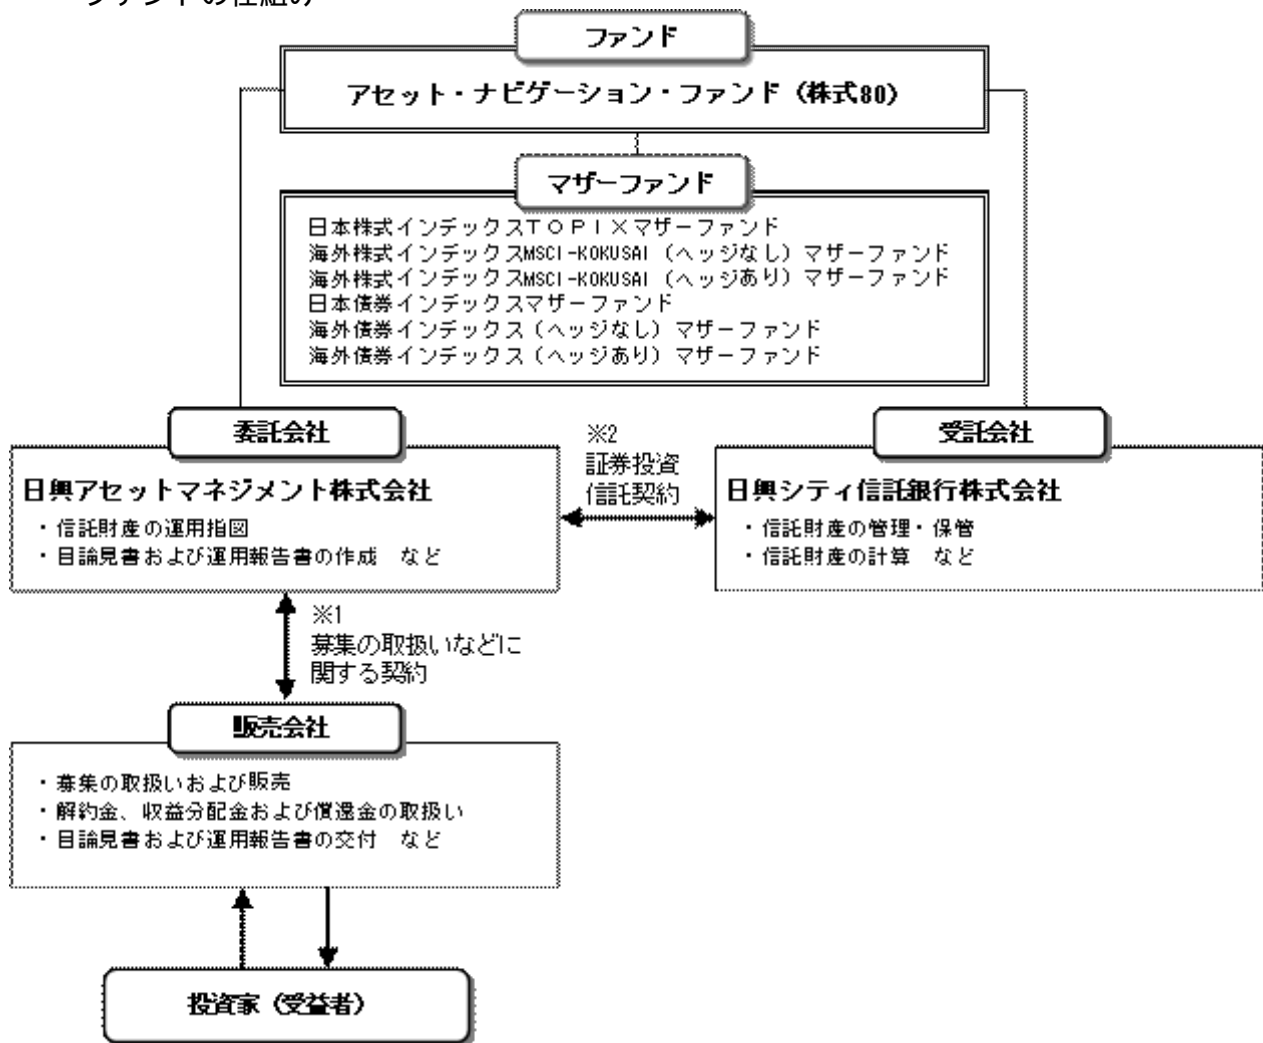 ファンドの仕組み
ファンド
アセット・ナビゲーション・ファンド（株式80）
マザーファンド
日本株式インデックスＴＯＰＩＸマザーファンド
海外株式インデックスMSCI-KOKUSAI（ヘッジなし）マザーファンド
海外株式インデックスMSCI-KOKUSAI（ヘッジあり）マザーファンド
日本債券インデックスマザーファンド
海外債券インデックス（ヘッジなし）マザーファンド
海外債券インデックス（ヘッジあり）マザーファンド
委託会社
日興アセットマネジメント株式会社
・信託財産の運用指図
・目論見書および運用報告書の作成　など
※2
証券投資
信託契約
受託会社
日興シティ信託銀行株式会社
・信託財産の管理・保管
・信託財産の計算　など
※1
募集の取扱いなどに
関する契約
販売会社
・募集の取扱いおよび販売
・解約金、収益分配金および償還金の取扱い
・目論見書および運用報告書の交付　など
投資家（受益者）